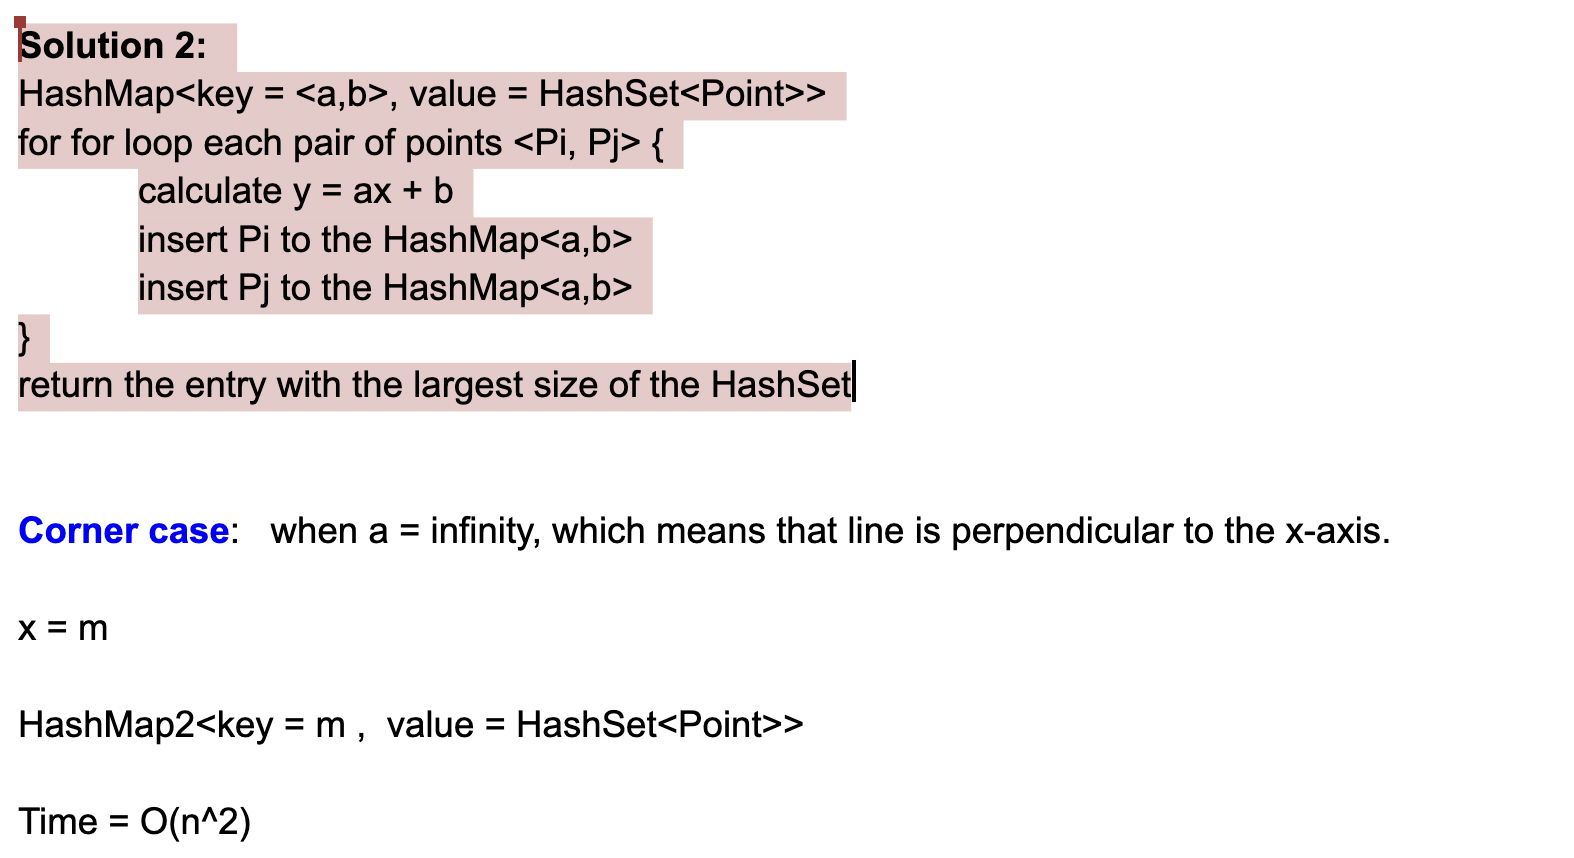 Solution 2:
HashMap<key = <a,b>, value = HashSet<Point>>
for for loop each pair of points <Pi, Pj> {
calculate y = ax + b
insert Pi to the HashMap<a,b>
insert Pj to the HashMap<a,b>
}
return the entry with the largest size of the HashSet
Corner case:   when a = infinity, which means that line is perpendicular to the x-axis.
x = m
HashMap2<key = m ,  value = HashSet<Point>>
Time = O(n^2)